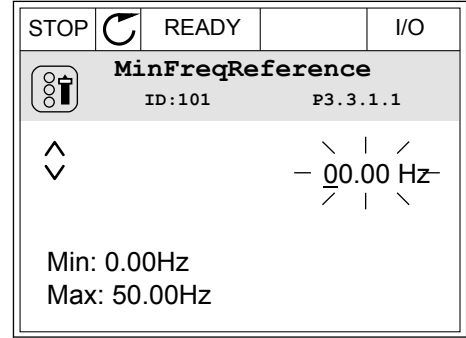 STOP READY I/O
MinFreqReference
ID:101 P3.3.1.1
00.00 Hz
Min: 0.00Hz
Max: 50.00Hz